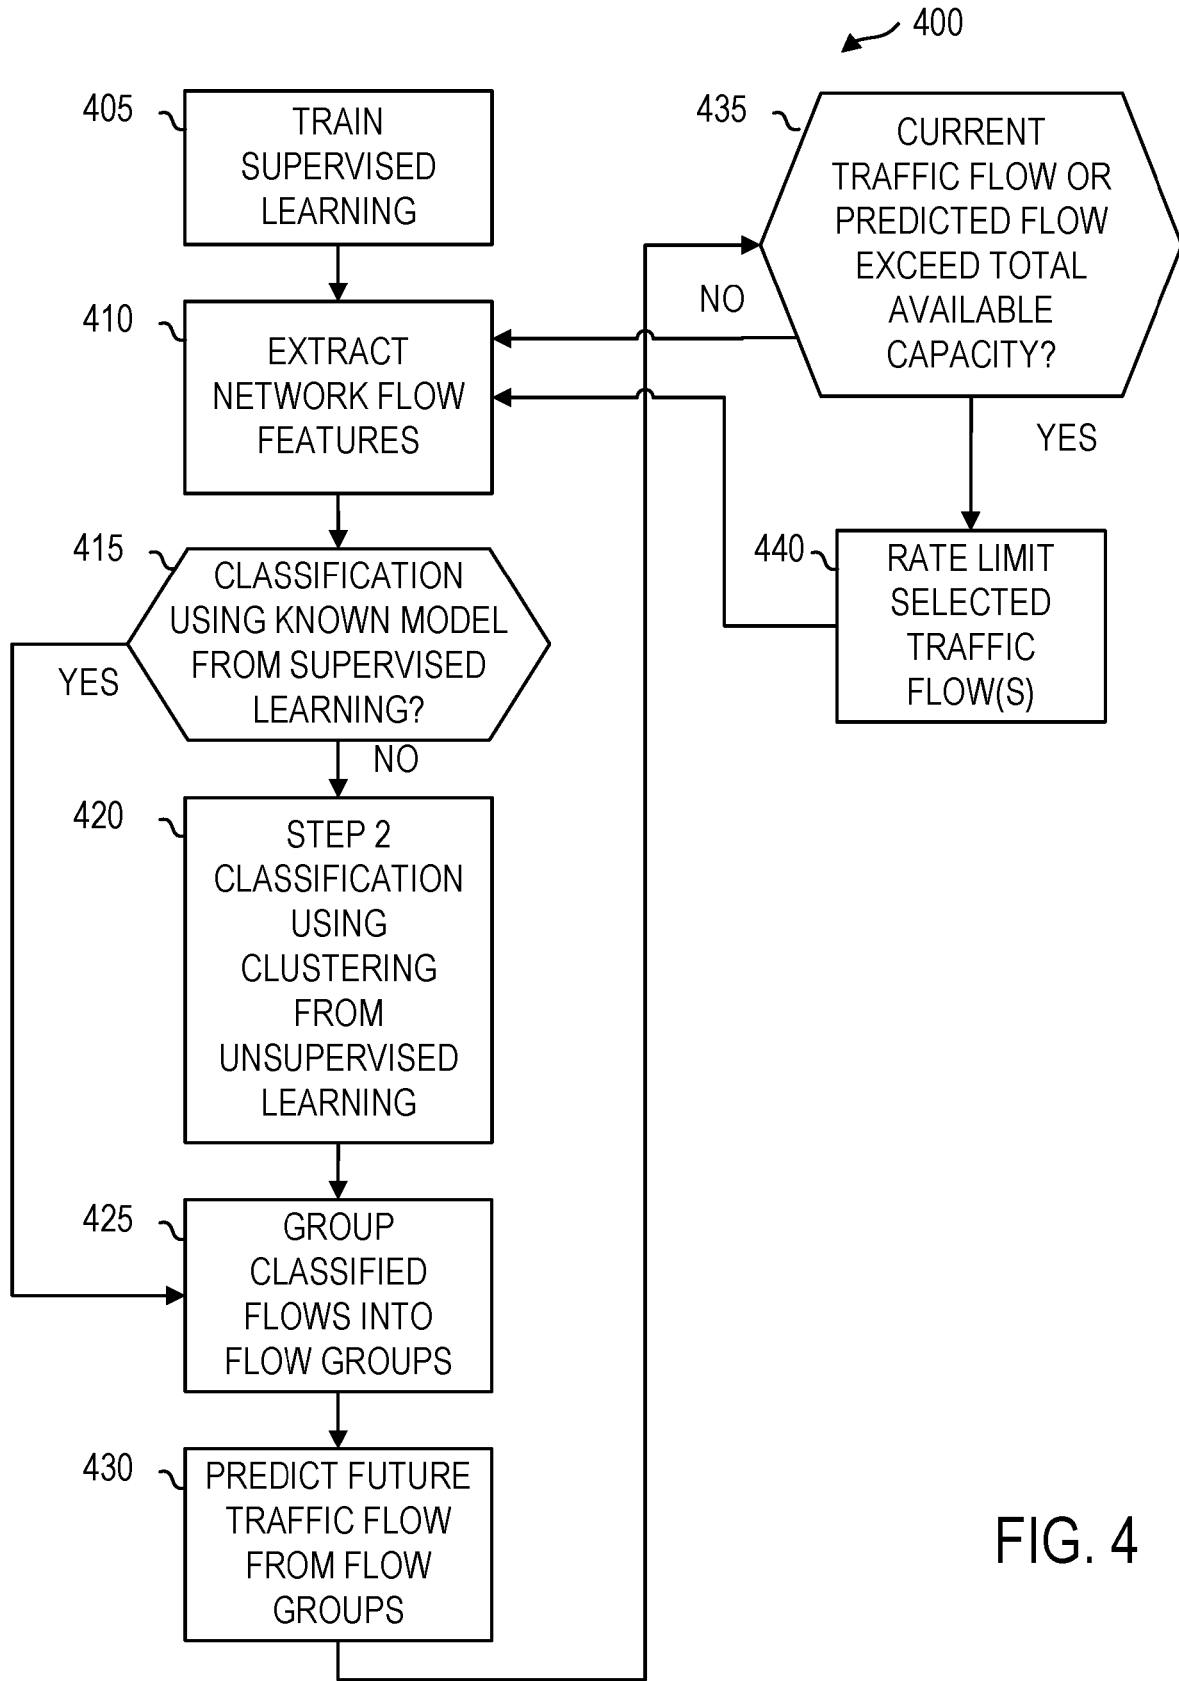 400
405
TRAIN
SUPERVISED
LEARNING
410
EXTRACT
NETWORK FLOW
FEATURES
415
CLASSIFICATION
USING KNOWN MODEL
FROM SUPERVISED
LEARNING?
YES
NO
420
STEP 2
CLASSIFICATION
USING
CLUSTERING
FROM
UNSUPERVISED
LEARNING
425
GROUP
CLASSIFIED
FLOWS INTO
FLOW GROUPS
430
PREDICT FUTURE
TRAFFIC FLOW
FROM FLOW
GROUPS
435
CURRENT
TRAFFIC FLOW OR
PREDICTED FLOW
EXCEED TOTAL
AVAILABLE
CAPACITY?
NO
YES
440
RATE LIMIT
SELECTED
TRAFFIC
FLOW(S)
FIG. 4